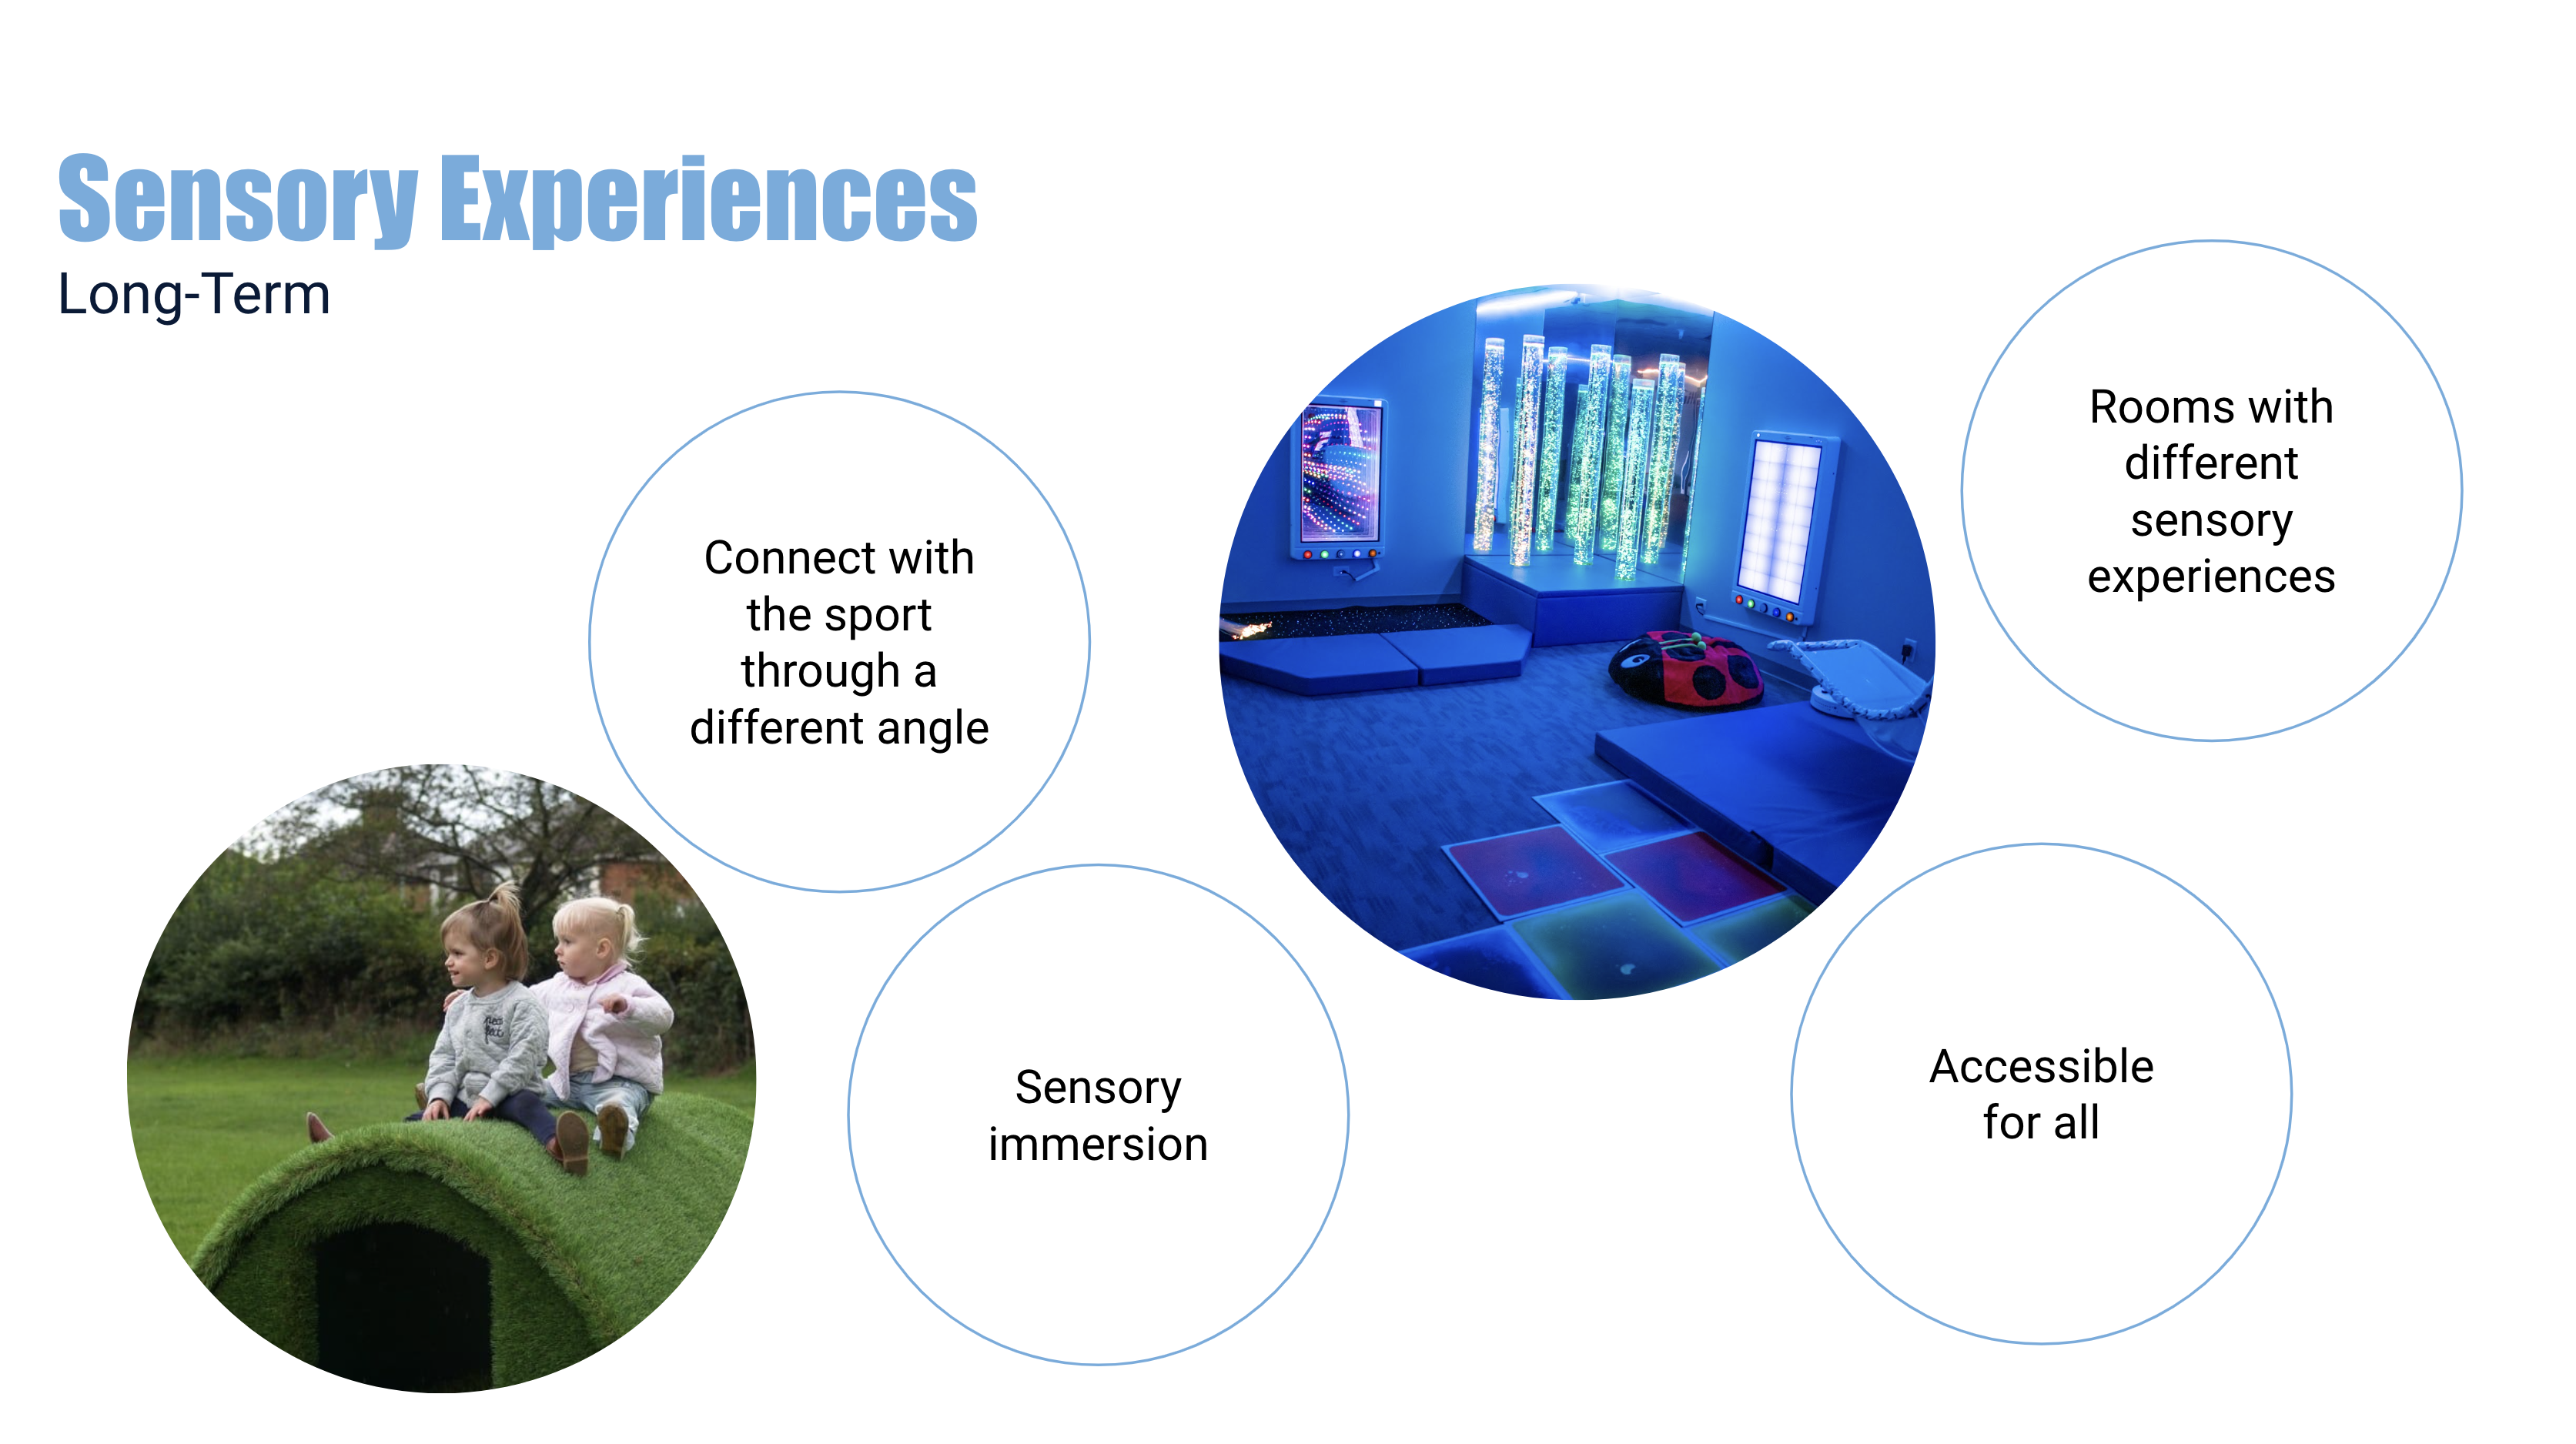 Sensory Experiences
Long-Term
Connect with
the sport
through a
different angle
Sensory
immersion
Rooms with
different
sensory
experiences
Accessible
for all